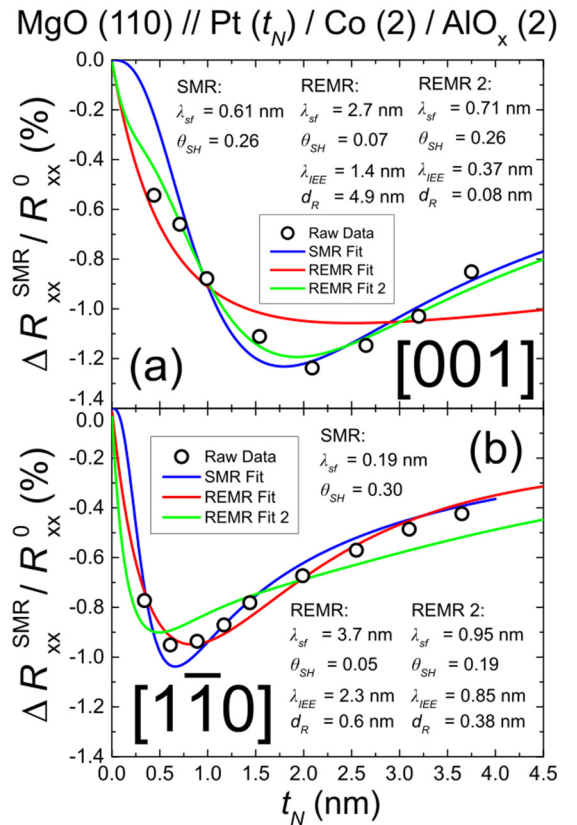 MgO (110) // Pt (t_N) / Co (2) / AlO_x (2)
0.0
-0.2
-0.4
-0.6
-0.8
-1.0
-1.2
-1.4
Δ R_xx^SMR / R_xx^0 (%)
SMR:
λ_sf = 0.61 nm
θ_SH = 0.26
REMR:
λ_sf = 2.7 nm
θ_SH = 0.07
λ_IEE = 1.4 nm
d_R = 4.9 nm
REMR 2:
λ_sf = 0.71 nm
θ_SH = 0.26
λ_IEE = 0.37 nm
d_R = 0.08 nm
Raw Data
SMR Fit
REMR Fit
REMR Fit 2
(a)
[001]
0.0
-0.2
-0.4
-0.6
-0.8
-1.0
-1.2
-1.4
Δ R_xx^SMR / R_xx^0 (%)
Raw Data
SMR Fit
REMR Fit
REMR Fit 2
SMR:
λ_sf = 0.19 nm
θ_SH = 0.30
(b)
REMR:
λ_sf = 3.7 nm
θ_SH = 0.05
λ_IEE = 2.3 nm
d_R = 0.6 nm
REMR 2:
λ_sf = 0.95 nm
θ_SH = 0.19
λ_IEE = 0.85 nm
d_R = 0.38 nm
[11̅0]
0.0 0.5 1.0 1.5 2.0 2.5 3.0 3.5 4.0 4.5
t_N (nm)